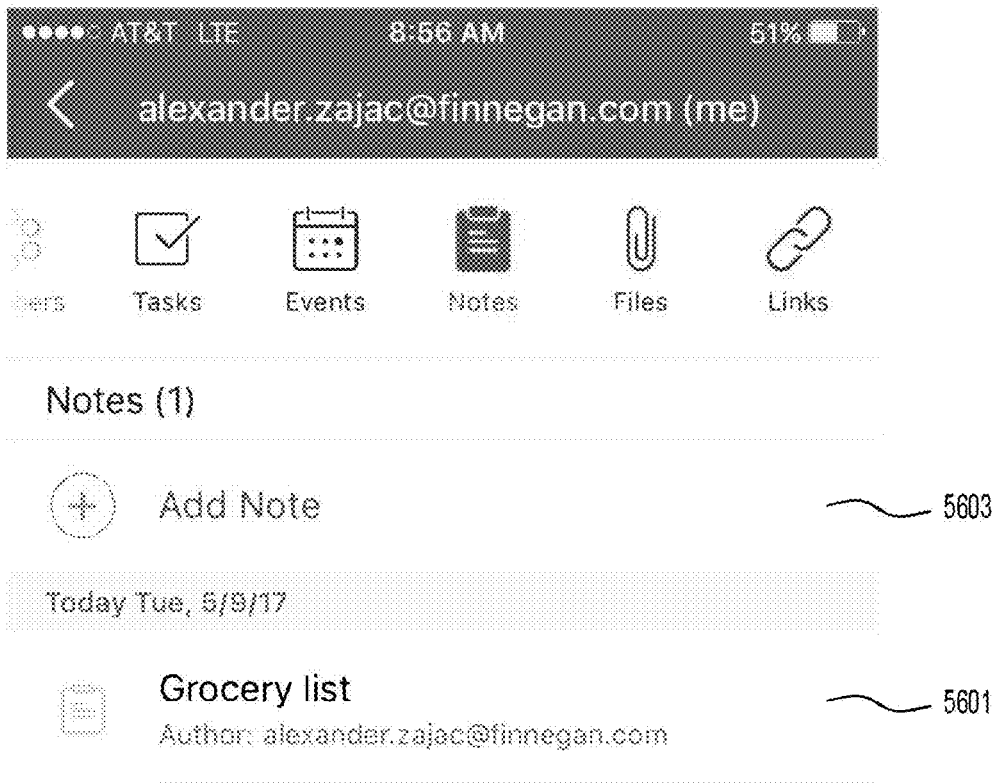 AT&T LTE 8:56 AM 51%
alexander.zajac@finnegan.com (me)
bers Tasks Events Notes Files Links
Notes (1)
Add Note
5603
Today Tue, 5/9/17
Grocery list
5601
Author: alexander.zajac@finnegan.com